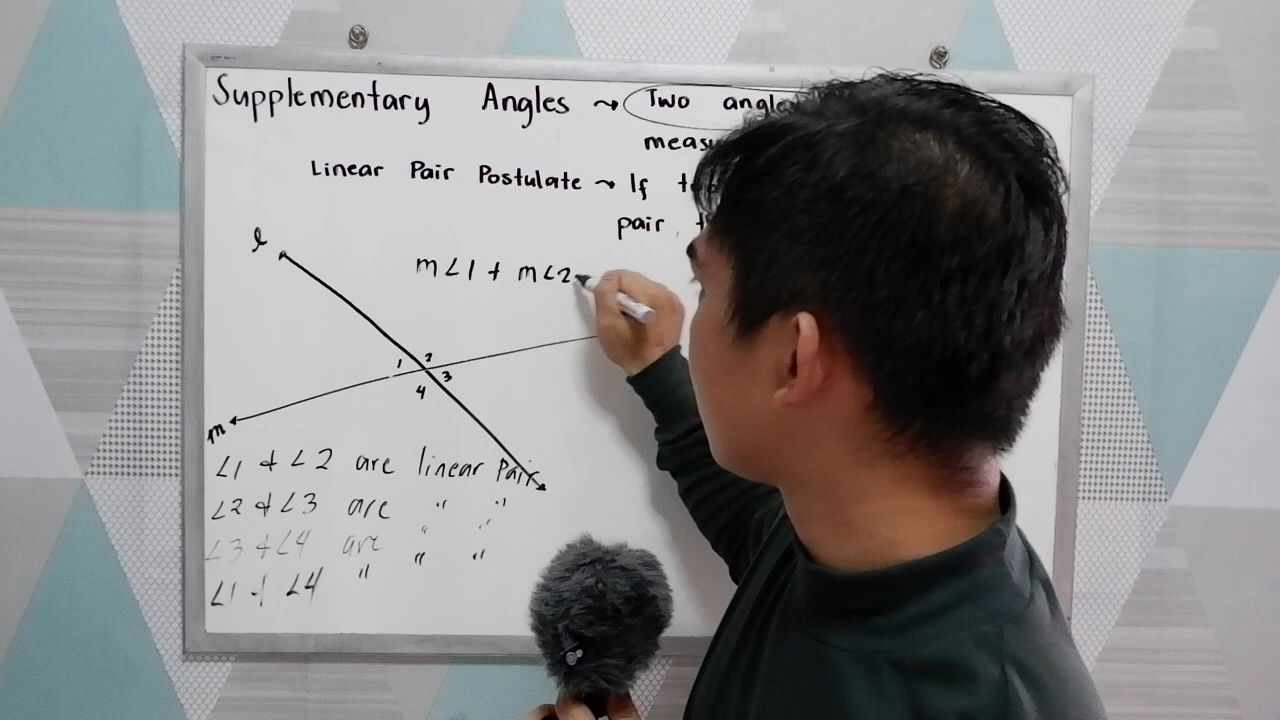 Supplementary Angles ⤳ Two angle
measu
Linear Pair Postulate ⤳ If
pair
l
m∠1 + m∠2
1 2
3
4
m
∠1 + ∠2 are linear Pair
∠2 + ∠3 are " "
∠3 + ∠4 are " "
∠1 + ∠4 " " "